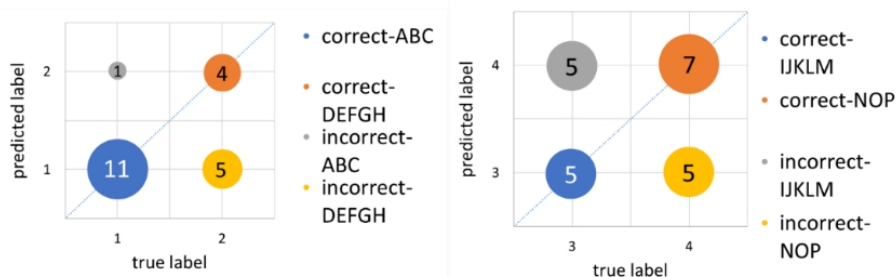 2
1
4
1
11
5
1
2
predicted label
true label
correct-ABC
correct-
DEFGH
incorrect-
ABC
incorrect-
DEFGH
4
5
7
3
5
5
3
4
predicted label
true label
correct-
IJKLM
correct-NOP
incorrect-
IJKLM
incorrect-
NOP